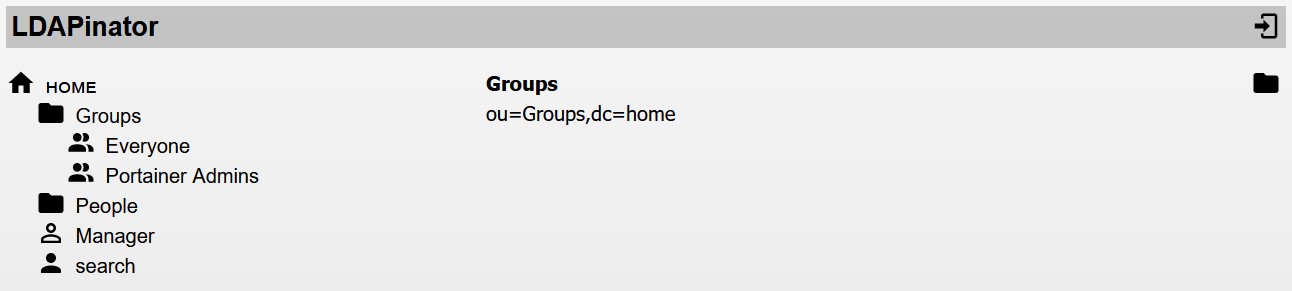 LDAPinator
HOME
Groups
Everyone
Portainer Admins
People
Manager
search
Groups
ou=Groups,dc=home